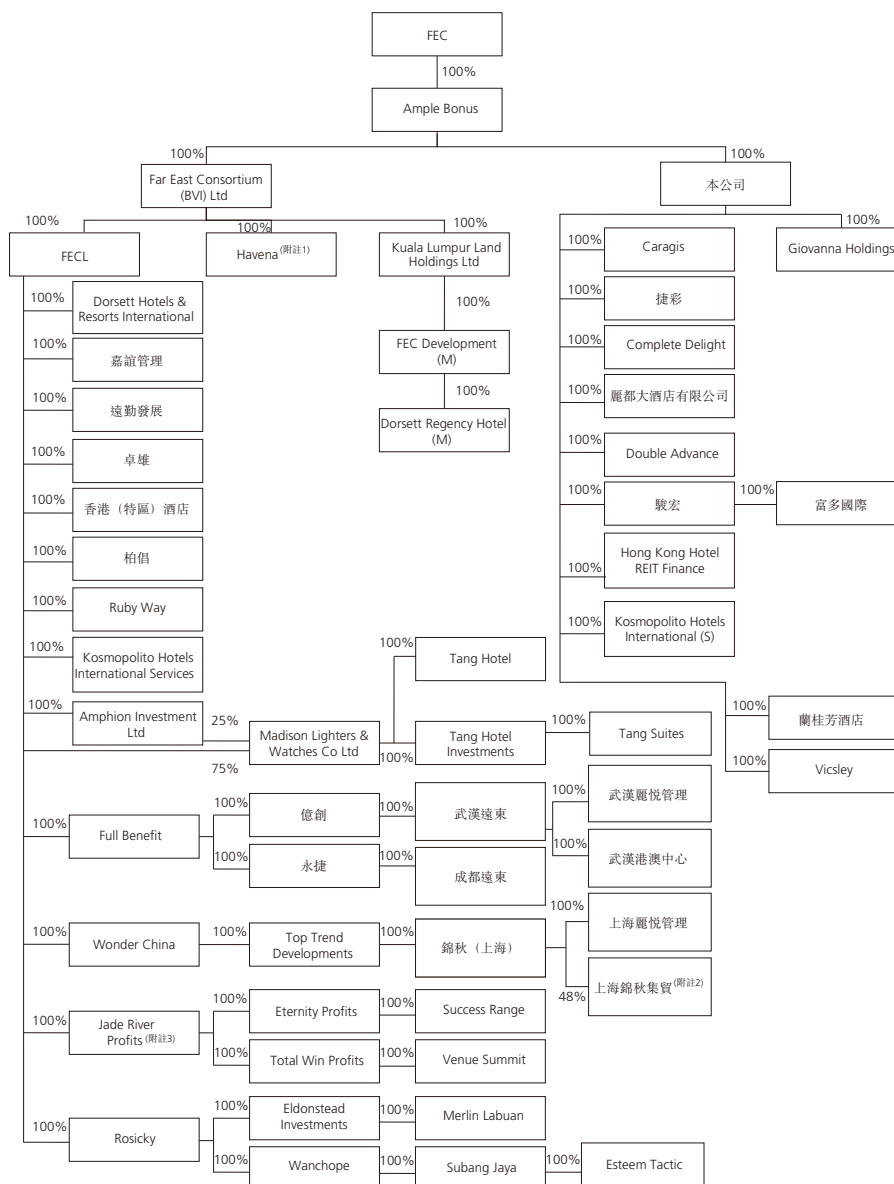 FEC
100%
Ample Bonus
100%
100%
Far East Consortium
(BVI) Ltd
本公司
100%
100%
100%
100%
FECL
Havena (附註1)
Kuala Lumpur Land
Holdings Ltd
100%
Caragis
Giovanna Holdings
100%
Dorsett Hotels &
Resorts International
100%
100%
捷彩
100%
嘉誼管理
FEC Development
(M)
100%
Complete Delight
100%
遠勤發展
100%
Dorsett Regency Hotel
(M)
100%
麗都大酒店有限公司
100%
卓雄
100%
Double Advance
100%
香港（特區）酒店
100%
駿宏
100%
富多國際
100%
柏倡
100%
Hong Kong Hotel
REIT Finance
100%
Ruby Way
100%
Kosmopolito Hotels
International (S)
100%
Kosmopolito Hotels
International Services
100%
Tang Hotel
100%
Amphion Investment
Ltd
25%
75%
Madison Lighters &
Watches Co Ltd
100%
Tang Hotel
Investments
100%
Tang Suites
100%
蘭桂芳酒店
100%
Vicsley
100%
Full Benefit
100%
億創
100%
武漢遠東
100%
武漢麗悦管理
100%
永捷
100%
成都遠東
100%
武漢港澳中心
100%
Wonder China
100%
Top Trend
Developments
100%
錦秋（上海）
100%
上海麗悦管理
48%
上海錦秋集貿(附註2)
100%
Jade River
Profits (附註3)
100%
Eternity Profits
100%
Success Range
100%
Total Win Profits
100%
Venue Summit
100%
Rosicky
100%
Eldonstead
Investments
100%
Merlin Labuan
100%
Wanchope
100%
Subang Jaya
100%
Esteem Tactic